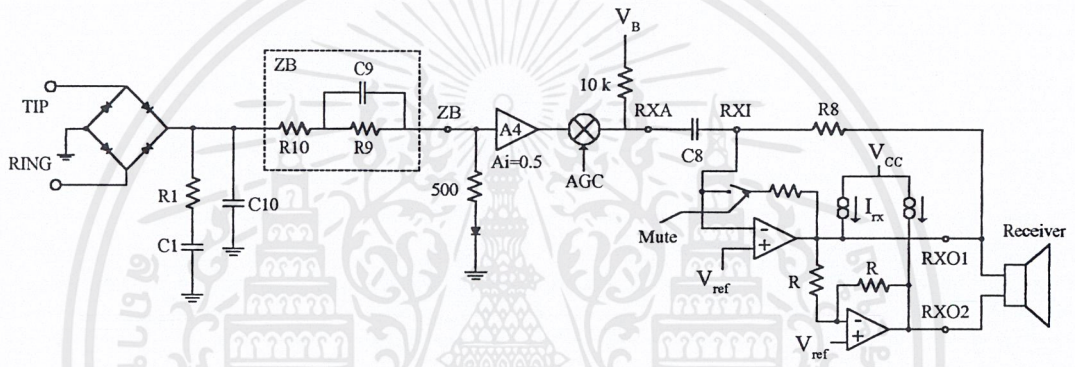 V_B
ZB
C9
10 k
TIP
ZB
RXA
RXI
R8
A4
R10
R9
C8
V_CC
RING
Ai=0.5
AGC
500
R1
C10
I_rx
Receiver
Mute
C1
RXO1
V_ref
R
R
RXO2
V_ref